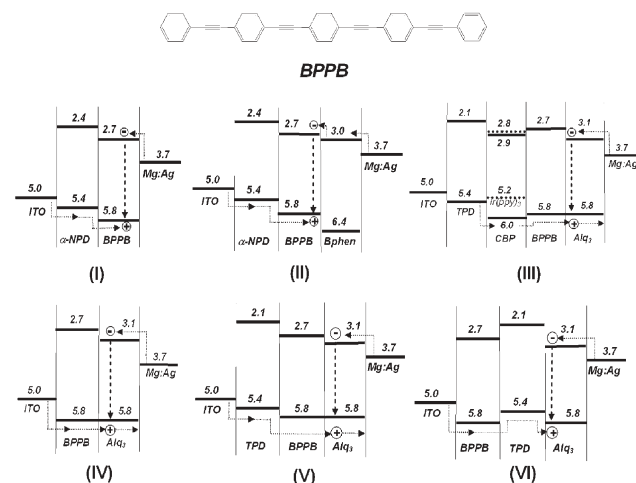 BPPB
2.4
2.7
3.7
Mg:Ag
5.0
ITO
5.4
5.8
α-NPD
BPPB
(I)
2.4
2.7
3.0
3.7
Mg:Ag
5.0
ITO
5.4
5.8
6.4
α-NPD
BPPB
Bphen
(II)
2.1
2.8
2.9
2.7
3.1
3.7
Mg:Ag
5.0
ITO
5.4
TPD
5.2
Ir(ppy)₃
6.0
CBP
5.8
BPPB
5.8
Alq₃
(III)
2.7
3.1
3.7
Mg:Ag
5.0
ITO
5.8
5.8
BPPB
Alq₃
(IV)
2.1
2.7
3.1
3.7
Mg:Ag
5.0
ITO
5.4
5.8
5.8
TPD
BPPB
Alq₃
(V)
2.7
2.1
3.1
3.7
Mg:Ag
5.0
ITO
5.8
5.4
5.8
BPPB
TPD
Alq₃
(VI)